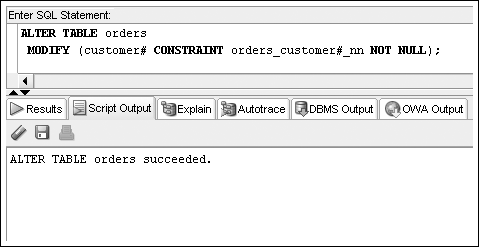 Enter SQL Statement:
ALTER TABLE orders
MODIFY (customer# CONSTRAINT orders_customer#_nn NOT NULL);
Results Script Output Explain Autotrace DBMS Output OWA Output
ALTER TABLE orders succeeded.